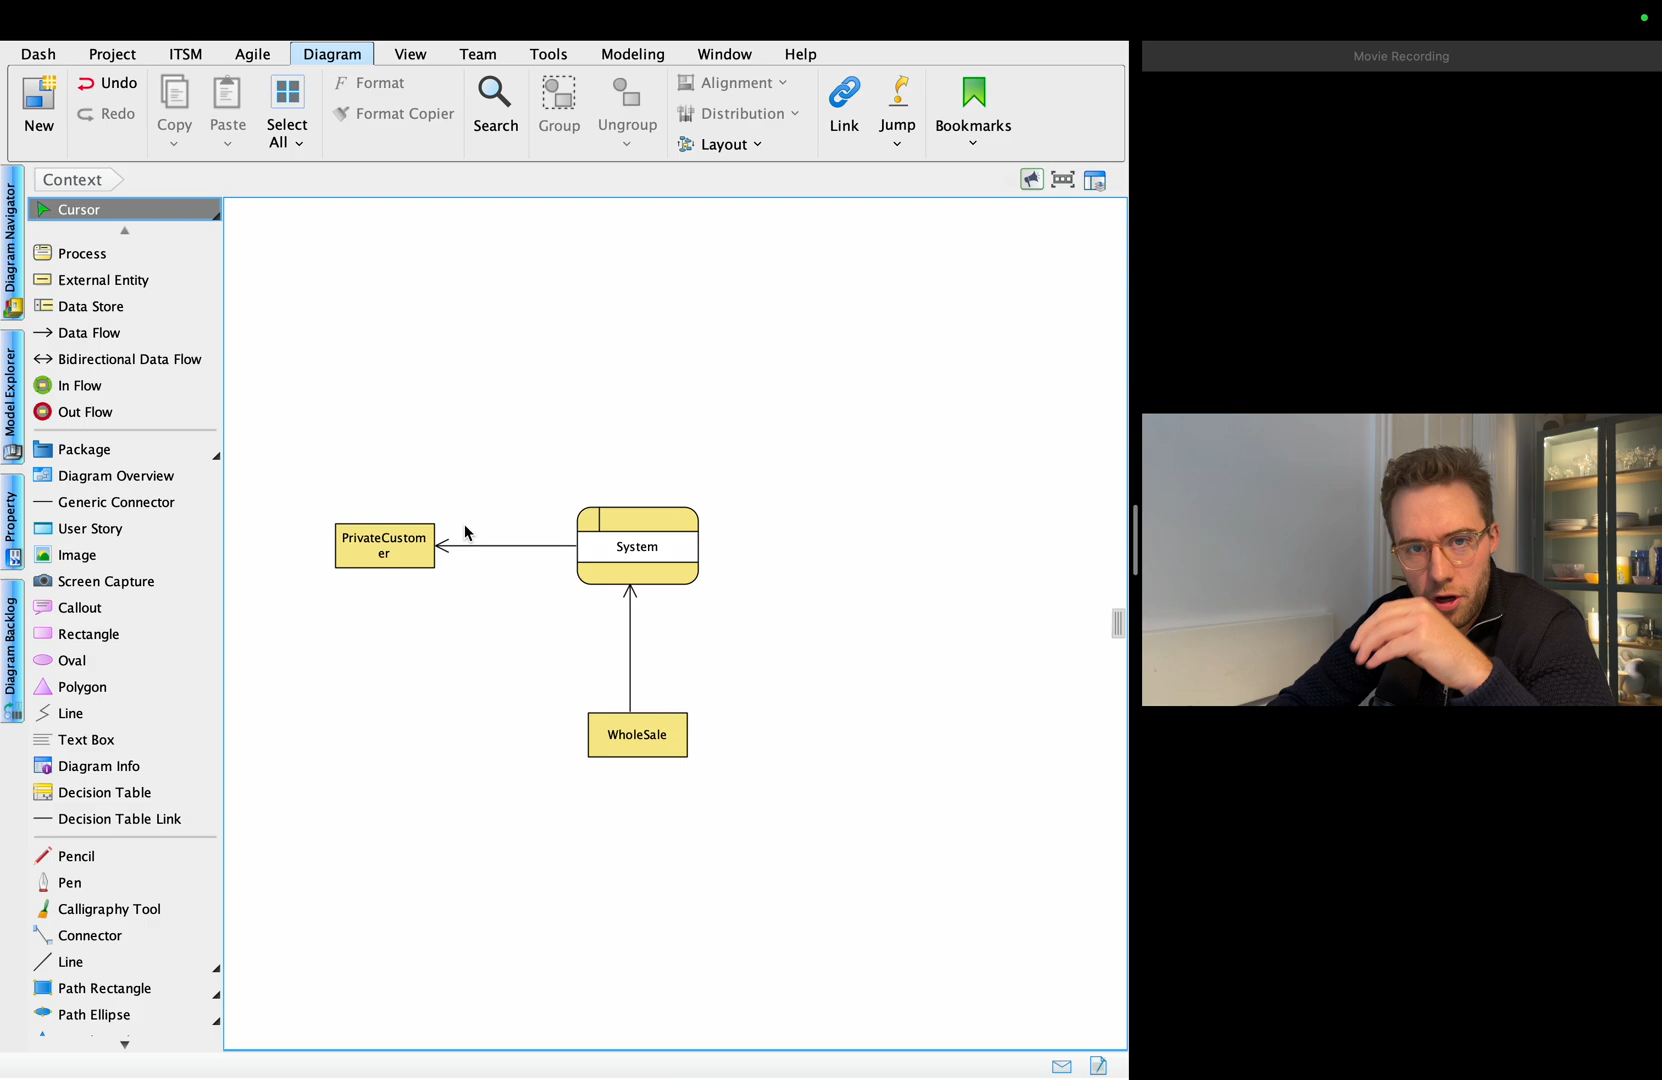 Movie Recording
Dash Project ITSM Agile Diagram View Team Tools Modeling Window Help
New
Undo
Redo
Copy
Paste
Select
All
Format
Format Copier
Search
Group
Ungroup
Alignment
Distribution
Layout
Link
Jump
Bookmarks
Context
Diagram Navigator
Model Explorer
Property
Diagram Backlog
Cursor
Process
External Entity
Data Store
Data Flow
Bidirectional Data Flow
In Flow
Out Flow
Package
Diagram Overview
Generic Connector
User Story
Image
Screen Capture
Callout
Rectangle
Oval
Polygon
Line
Text Box
Diagram Info
Decision Table
Decision Table Link
Pencil
Pen
Calligraphy Tool
Connector
Line
Path Rectangle
Path Ellipse
PrivateCustom
er
System
WholeSale